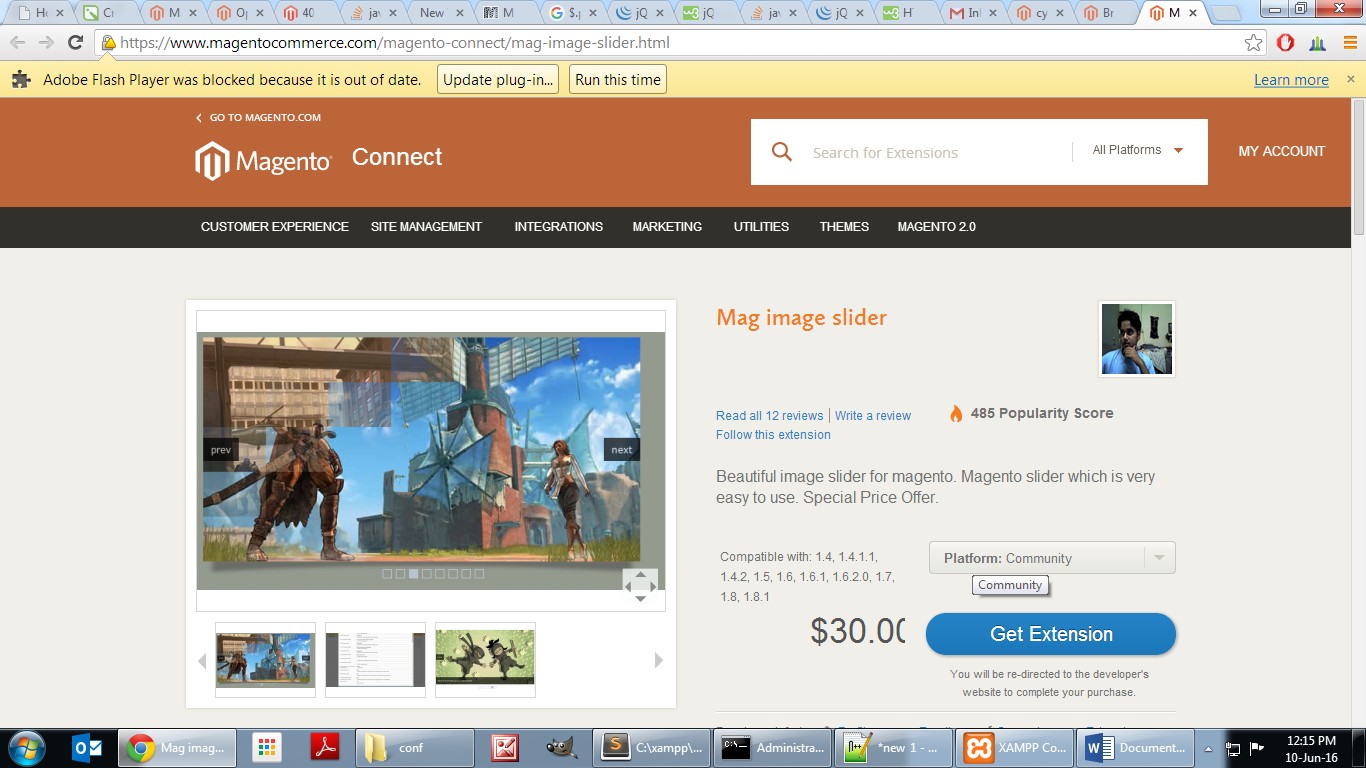 He
Cr
M
Op
40
jav
New
M
$.p
jQ
jQ
jav
jQ
H
Inl
cy
Br
M
https://www.magentocommerce.com/magento-connect/mag-image-slider.html
Adobe Flash Player was blocked because it is out of date. Update plug-in... Run this time Learn more
GO TO MAGENTO.COM
Magento Connect
Search for Extensions All Platforms MY ACCOUNT
CUSTOMER EXPERIENCE SITE MANAGEMENT INTEGRATIONS MARKETING UTILITIES THEMES MAGENTO 2.0
Mag image slider
prev next
Read all 12 reviews | Write a review
485 Popularity Score
Follow this extension
Beautiful image slider for magento. Magento slider which is very
easy to use. Special Price Offer.
Compatible with: 1.4, 1.4.1.1,
1.4.2, 1.5, 1.6, 1.6.1, 1.6.2.0, 1.7,
1.8, 1.8.1
Platform: Community
Community
$30.00
Get Extension
You will be re-directed to the developer's
website to complete your purchase.
Mag imag... conf C:\xampp\... Administra... *new 1 - ... XAMPP Co... Document...
12:15 PM
10-Jun-16